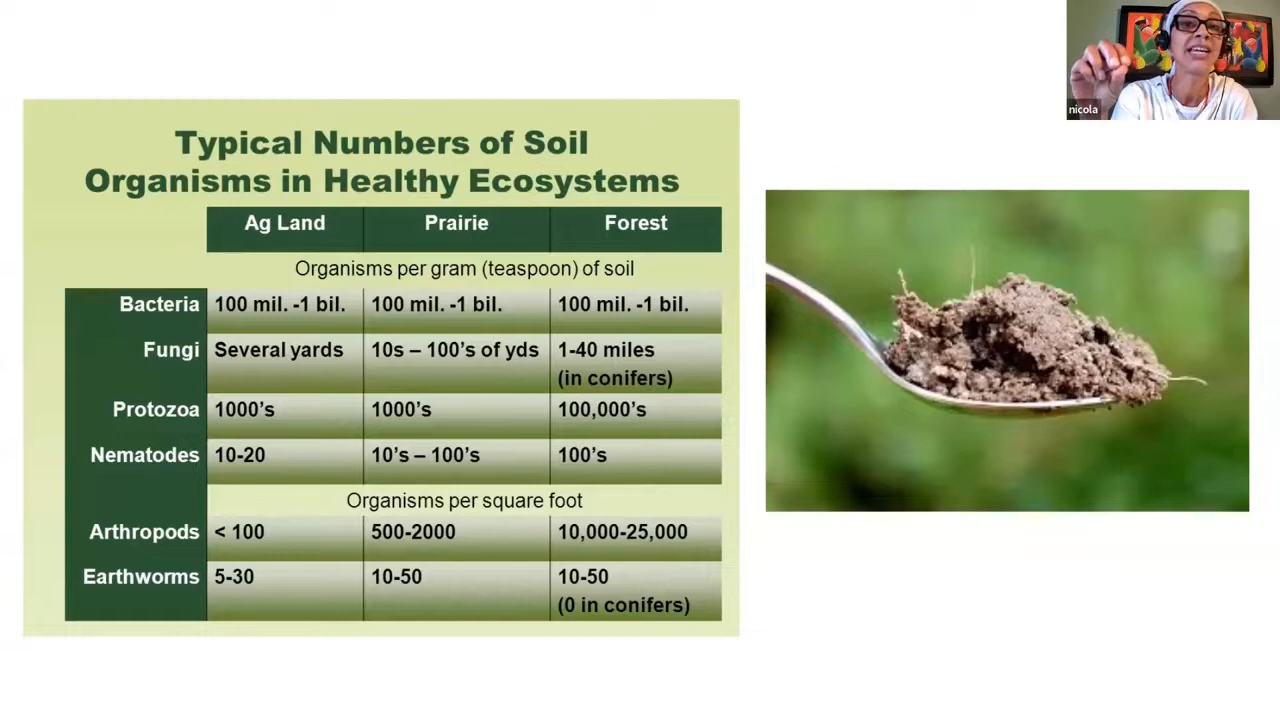 nicola
Typical Numbers of Soil
Organisms in Healthy Ecosystems
Ag Land Prairie Forest
Organisms per gram (teaspoon) of soil
Bacteria 100 mil. -1 bil. 100 mil. -1 bil. 100 mil. -1 bil.
Fungi Several yards 10s – 100’s of yds 1-40 miles
(in conifers)
Protozoa 1000’s 1000’s 100,000’s
Nematodes 10-20 10’s – 100’s 100’s
Organisms per square foot
Arthropods < 100 500-2000 10,000-25,000
Earthworms 5-30 10-50 10-50
(0 in conifers)